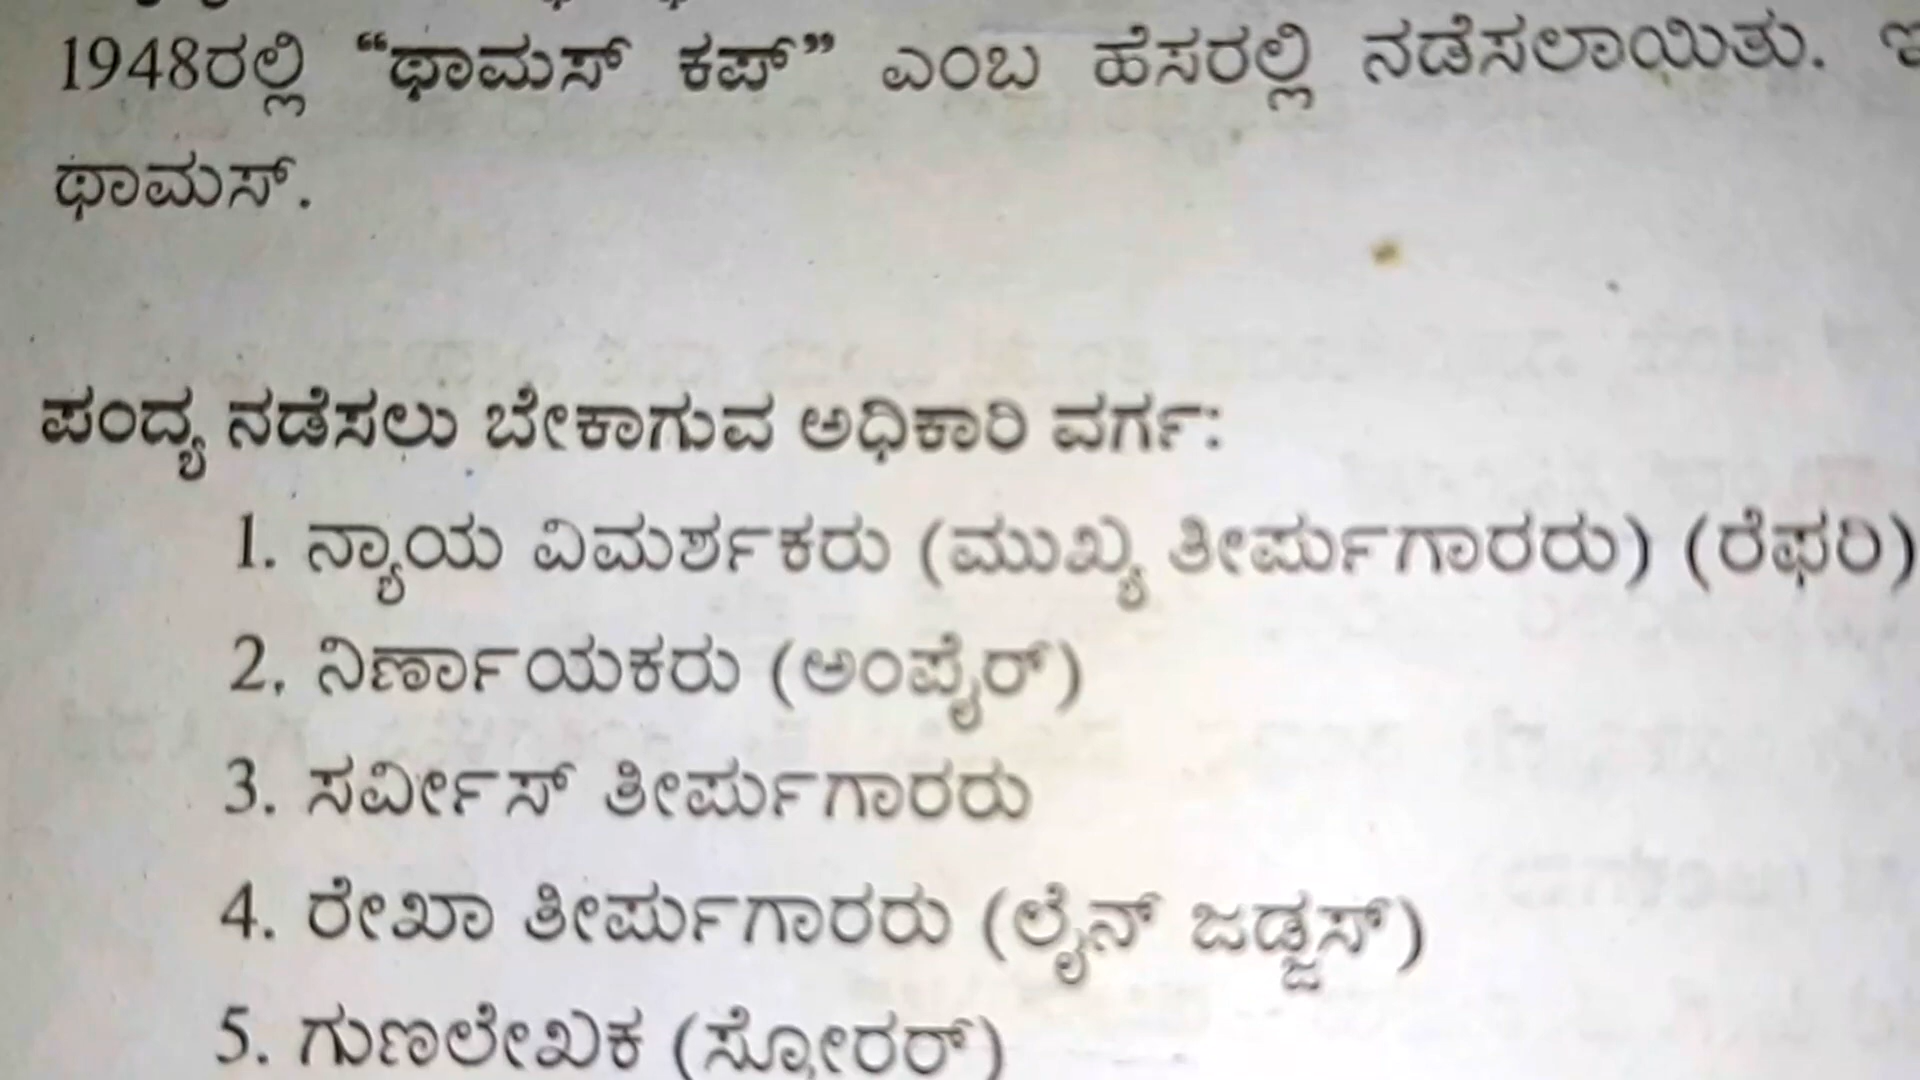 1948ರಲ್ಲಿ “ಥಾಮಸ್ ಕಪ್” ಎಂಬ ಹೆಸರಲ್ಲಿ ನಡೆಸಲಾಯಿತು.
ಥಾಮಸ್.
ಪಂದ್ಯ ನಡೆಸಲು ಬೇಕಾಗುವ ಅಧಿಕಾರಿ ವರ್ಗ:
1. ನ್ಯಾಯ ವಿಮರ್ಶಕರು (ಮುಖ್ಯ ತೀರ್ಪುಗಾರರು) (ರೆಫರಿ)
2. ನಿರ್ಣಾಯಕರು (ಅಂಪೈರ್)
3. ಸರ್ವೀಸ್ ತೀರ್ಪುಗಾರರು
4. ರೇಖಾ ತೀರ್ಪುಗಾರರು (ಲೈನ್ ಜಡ್ಜಸ್)
5. ಗುಣಲೇಖಕ (ಸ್ಕೋರರ್)